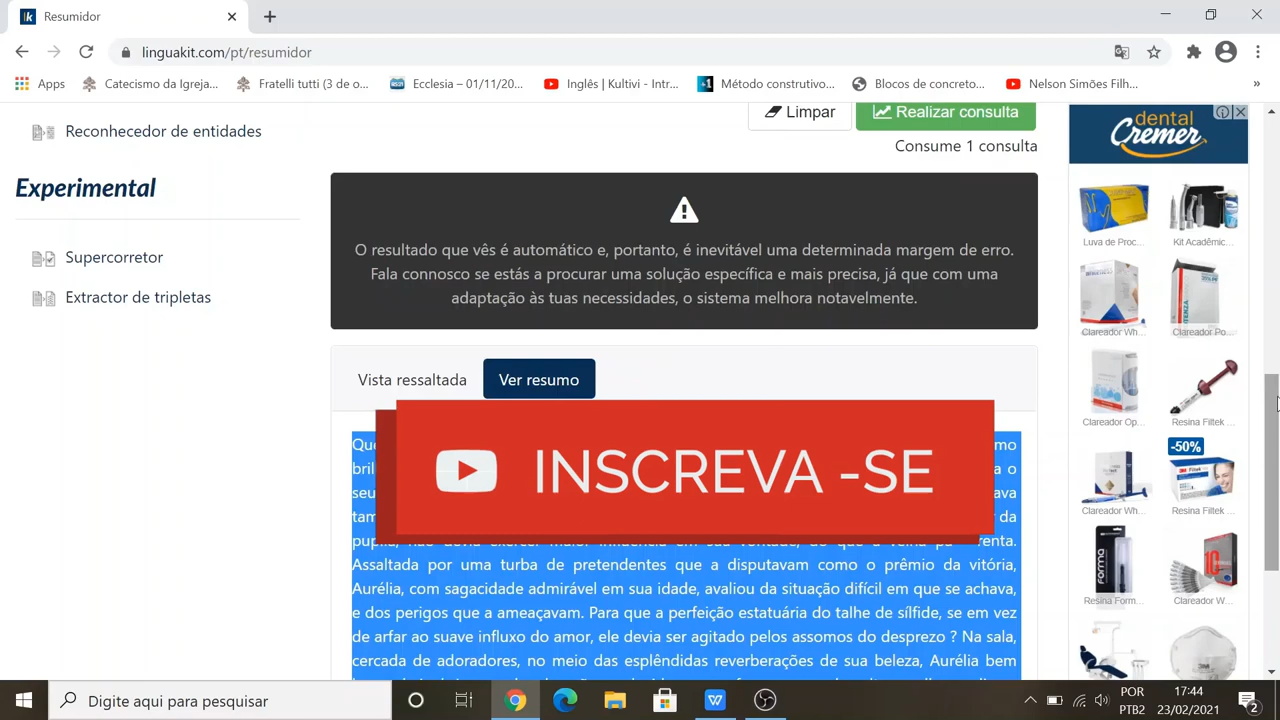 Resumidor
linguakit.com/pt/resumidor
Apps
Catecismo da Igreja...
Fratelli tutti (3 de o...
Ecclesia – 01/11/20...
Inglês | Kultivi - Intr...
Método construtivo...
Blocos de concreto...
Nelson Simões Filh...
»
Reconhecedor de entidades
Experimental
Supercorretor
Extractor de tripletas
Limpar
Realizar consulta
Consume 1 consulta
O resultado que vês é automático e, portanto, é inevitável uma determinada margem de erro.
Fala connosco se estás a procurar uma solução específica e mais precisa, já que com uma
adaptação às tuas necessidades, o sistema melhora notavelmente.
Vista ressaltada
Ver resumo
INSCREVA -SE
Assaltada por uma turba de pretendentes que a disputavam como o prêmio da vitória,
Aurélia, com sagacidade admirável em sua idade, avaliou da situação difícil em que se achava,
e dos perigos que a ameaçavam. Para que a perfeição estatuária do talhe de sílfide, se em vez
de arfar ao suave influxo do amor, ele devia ser agitado pelos assomos do desprezo ? Na sala,
cercada de adoradores, no meio das esplêndidas reverberações de sua beleza, Aurélia bem
dental
Cremer
Luva de Proc...
Kit Acadêmic...
Clareador Wh...
Clareador Po...
Clareador Op...
Resina Filtek ...
-50%
Clareador Wh...
Resina Filtek ...
Resina Form...
Clareador W...
Digite aqui para pesquisar
POR
PTB2
17:44
23/02/2021
2